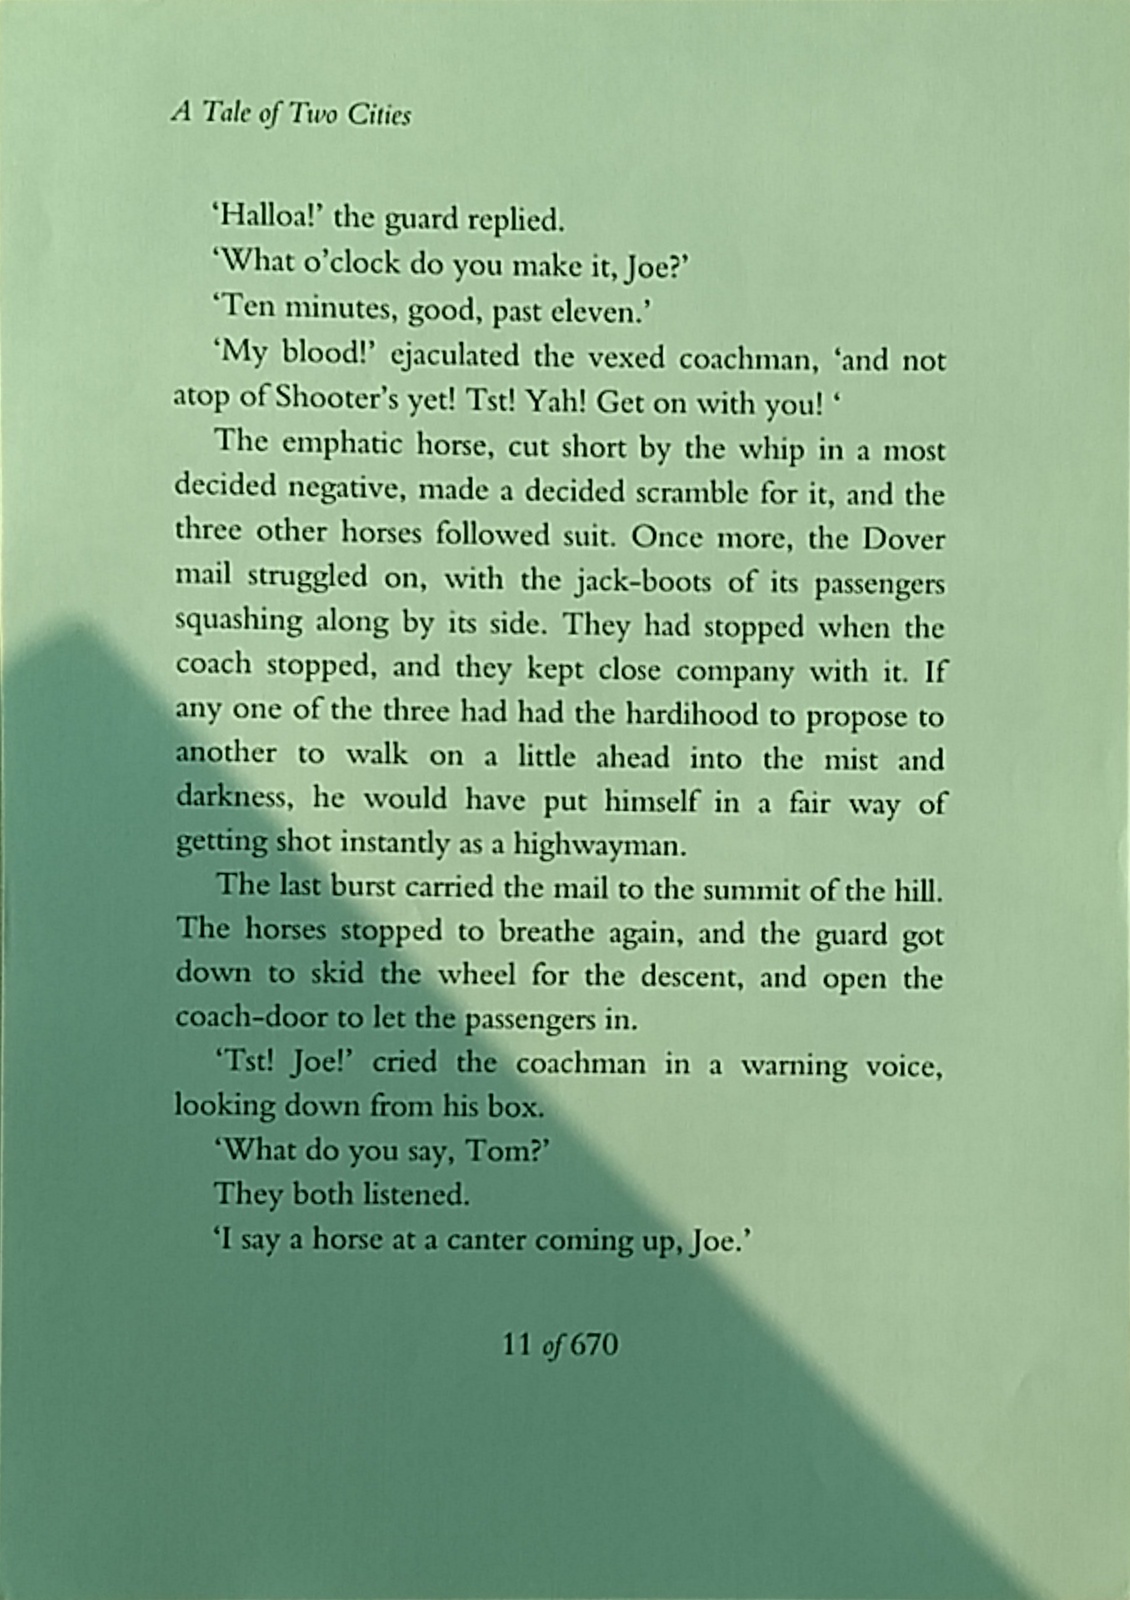 A Tale of Two Cities
‘Halloa!’ the guard replied.
‘What o’clock do you make it, Joe?’
‘Ten minutes, good, past eleven.’
‘My blood!’ ejaculated the vexed coachman, ‘and not
atop of Shooter’s yet! Tst! Yah! Get on with you! ‘
The emphatic horse, cut short by the whip in a most
decided negative, made a decided scramble for it, and the
three other horses followed suit. Once more, the Dover
mail struggled on, with the jack-boots of its passengers
squashing along by its side. They had stopped when the
coach stopped, and they kept close company with it. If
any one of the three had had the hardihood to propose to
another to walk on a little ahead into the mist and
darkness, he would have put himself in a fair way of
getting shot instantly as a highwayman.
The last burst carried the mail to the summit of the hill.
The horses stopped to breathe again, and the guard got
down to skid the wheel for the descent, and open the
coach-door to let the passengers in.
‘Tst! Joe!’ cried the coachman in a warning voice,
looking down from his box.
‘What do you say, Tom?’
They both listened.
‘I say a horse at a canter coming up, Joe.’
11 of 670